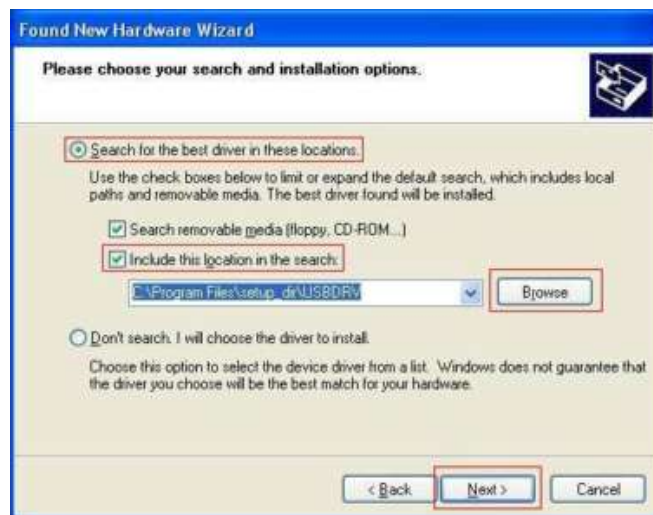 Found New Hardware Wizard
Please choose your search and installation options.
Search for the best driver in these locations.
Use the check boxes below to limit or expand the default search, which includes local
paths and removable media. The best driver found will be installed.
Search removable media (floppy, CD-ROM...)
Include this location in the search:
C:\Program Files\setup_dir\USBDRV
Browse
Don't search. I will choose the driver to install.
Choose this option to select the device driver from a list. Windows does not guarantee that
the driver you choose will be the best match for your hardware.
< Back
Next >
Cancel